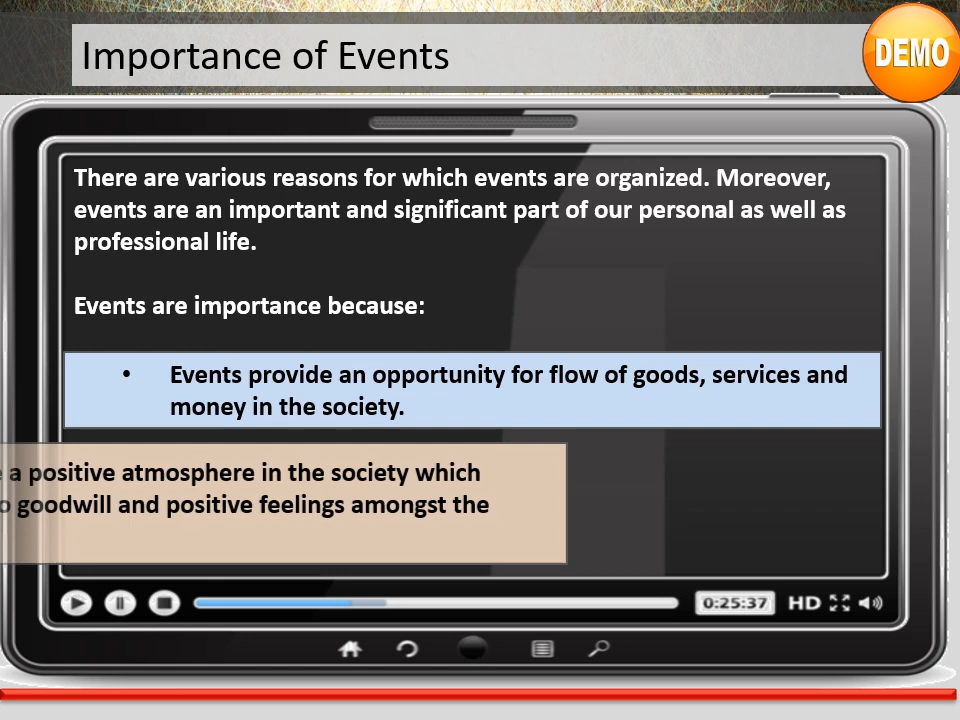 Importance of Events
DEMO
There are various reasons for which events are organized. Moreover,
events are an important and significant part of our personal as well as
professional life.
Events are importance because:
• Events provide an opportunity for flow of goods, services and
money in the society.
a positive atmosphere in the society which
goodwill and positive feelings amongst the
0:25:37
HD